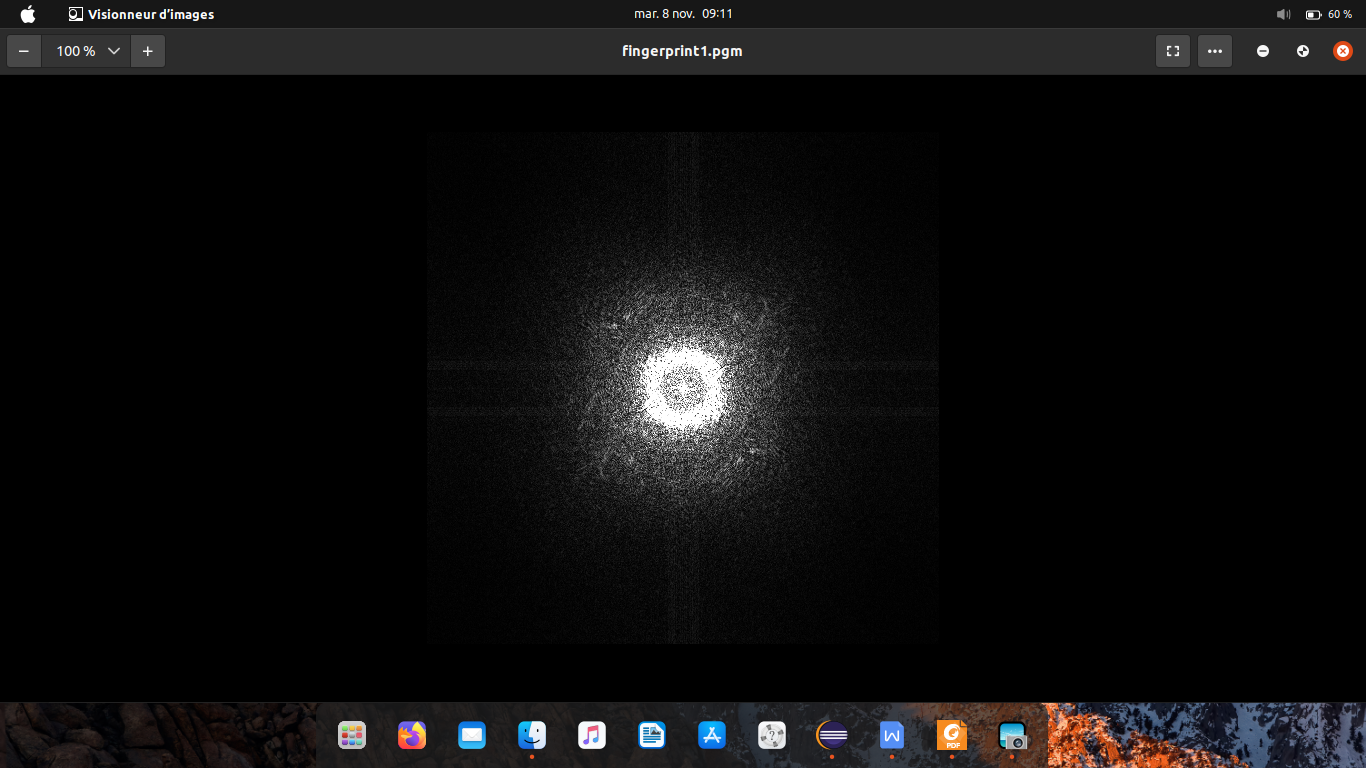 Visionneur d'images
mar. 8 nov. 09:11
60 %
100 %
fingerprint1.pgm
W
PDF